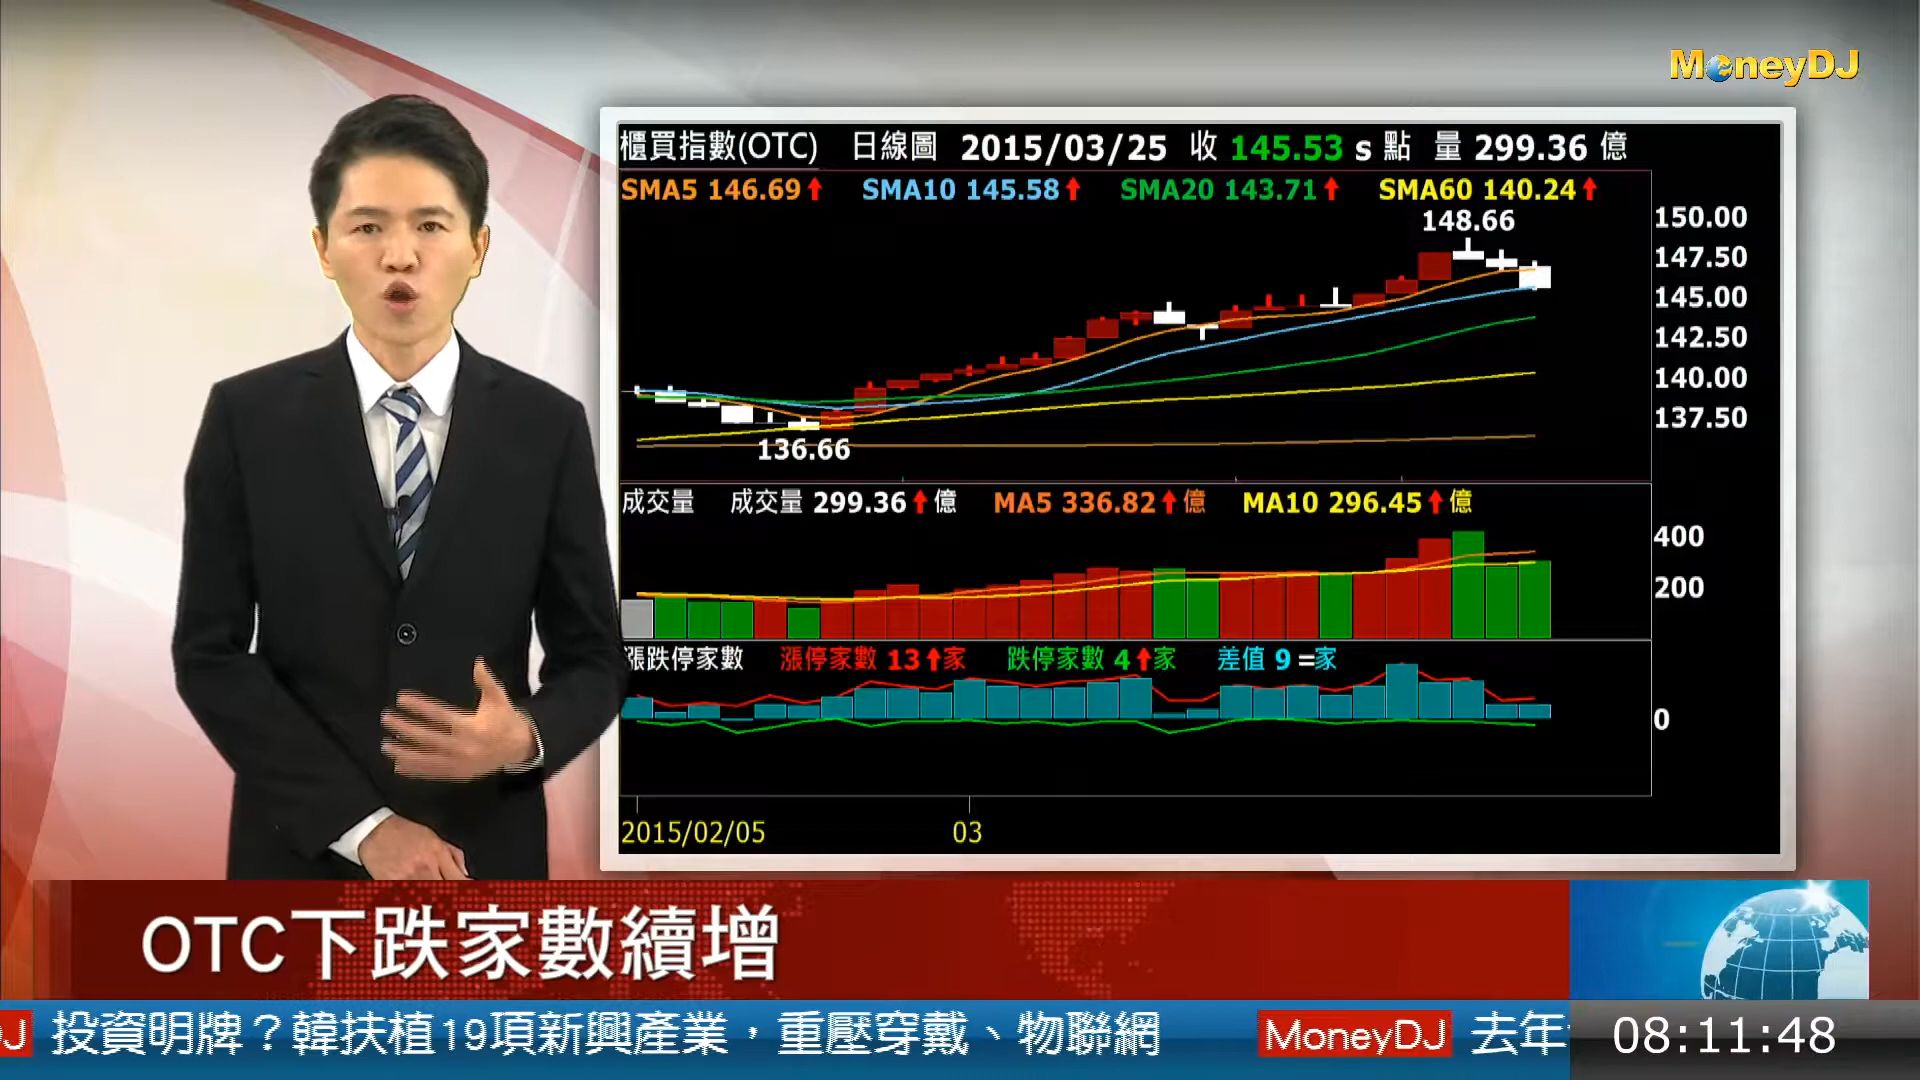 MoneyDJ
櫃買指數(OTC) 日線圖 2015/03/25 收 145.53 s 點 量 299.36 億
SMA5 146.69↑ SMA10 145.58↑ SMA20 143.71↑ SMA60 140.24↑
148.66
150.00
147.50
145.00
142.50
140.00
137.50
136.66
成交量 成交量 299.36↑億 MA5 336.82↑億 MA10 296.45↑億
400
200
漲跌停家數 漲停家數 13↑家 跌停家數 4↑家 差值 9=家
0
2015/02/05 03
OTC下跌家數續增
DJ 投資明牌？韓扶植19項新興產業，重壓穿戴、物聯網 MoneyDJ 去年
08:11:48